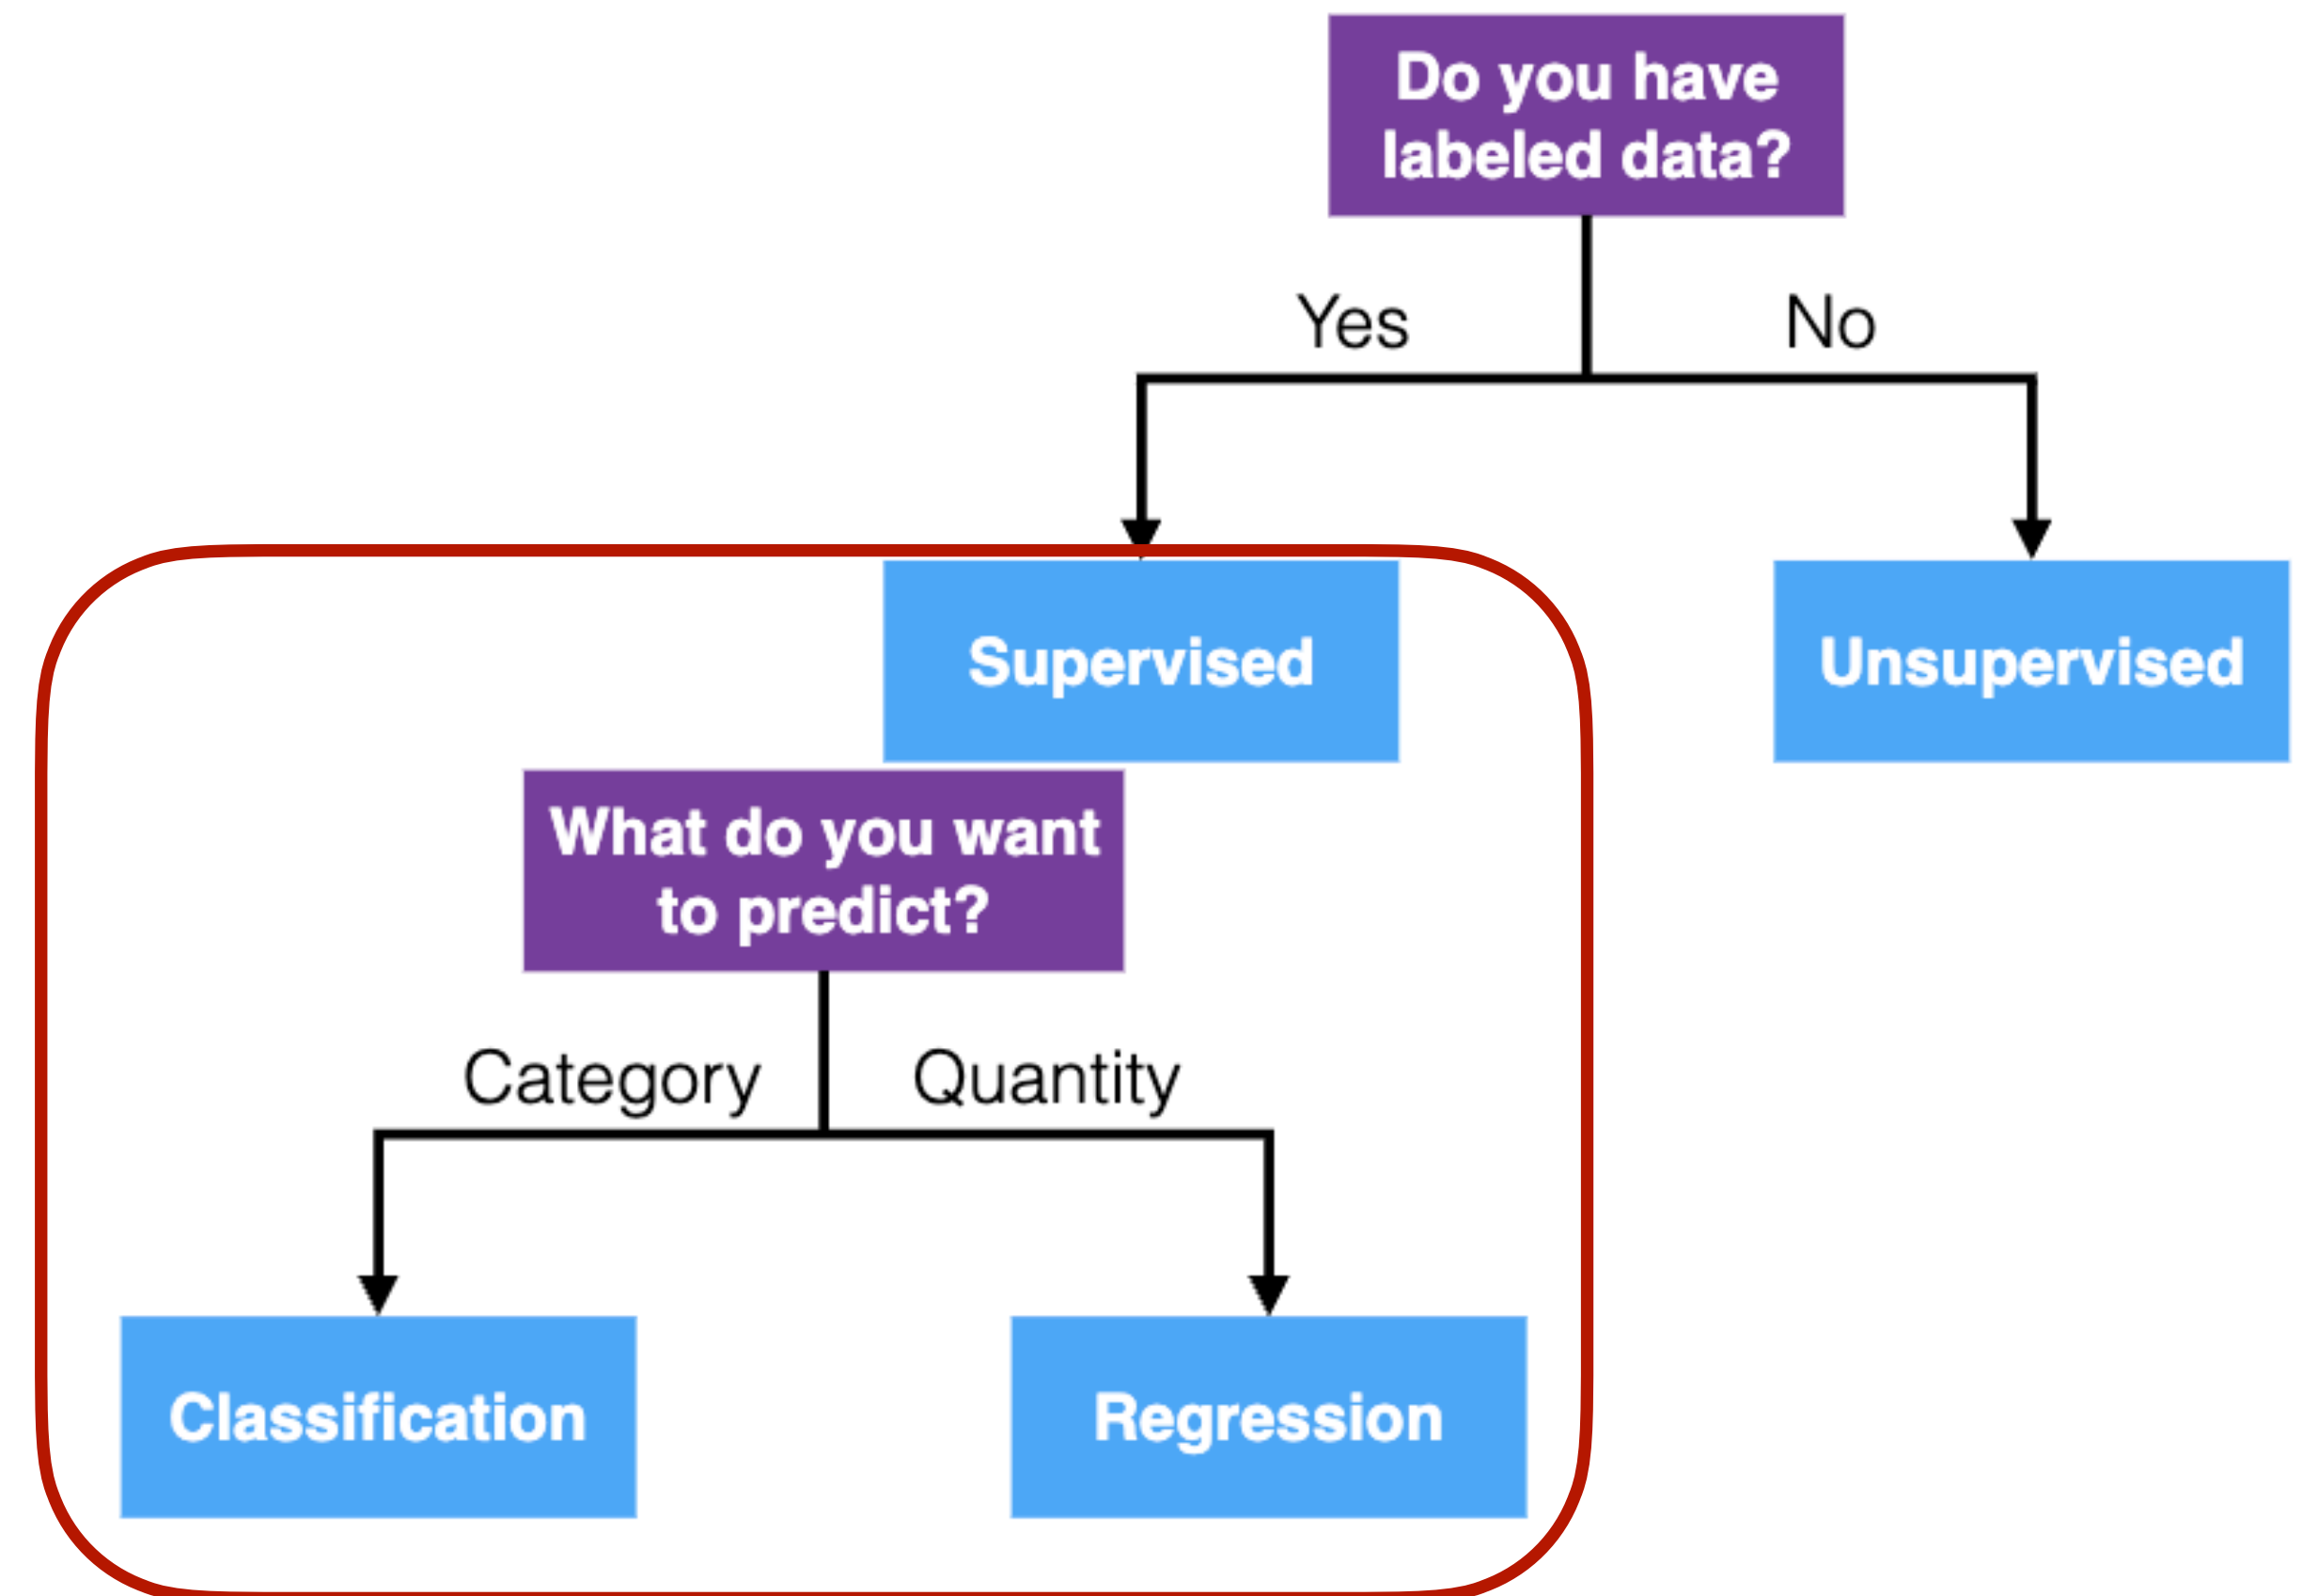 Do you have
labeled data?
Yes
No
Supervised
Unsupervised
What do you want
to predict?
Category
Quantity
Classification
Regression